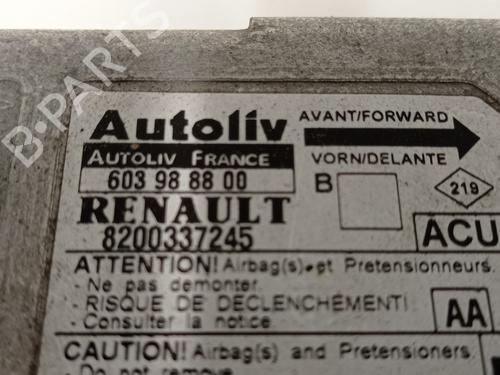 B-PARTS
Autoliv
AUTOLIV FRANCE
603 98 88 00
RENAULT
8200337245
AVANT/FORWARD
VORN/DELANTE
B
219
ACU
ATTENTION! Airbag(s) et Pretensionneurs
- Ne pas demonter.
- RISQUE DE DECLENCHEMENT!
- Consulter la notice
AA
CAUTION! Airbag(s) and Pretensioners
- Do not remove